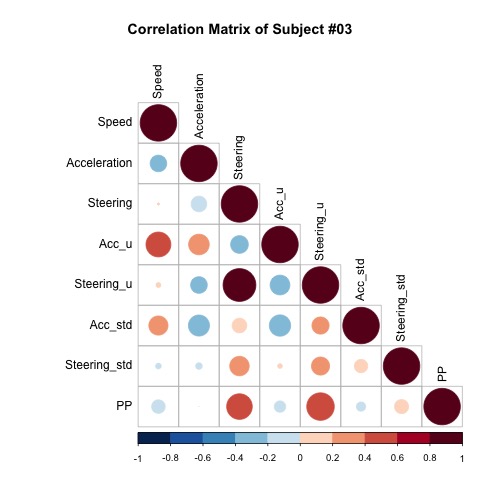 Correlation Matrix of Subject #03
Speed
Acceleration
Steering
Acc_u
Steering_u
Acc_std
Steering_std
PP
Speed
Acceleration
Steering
Acc_u
Steering_u
Acc_std
Steering_std
PP
-1 -0.8 -0.6 -0.4 -0.2 0 0.2 0.4 0.6 0.8 1